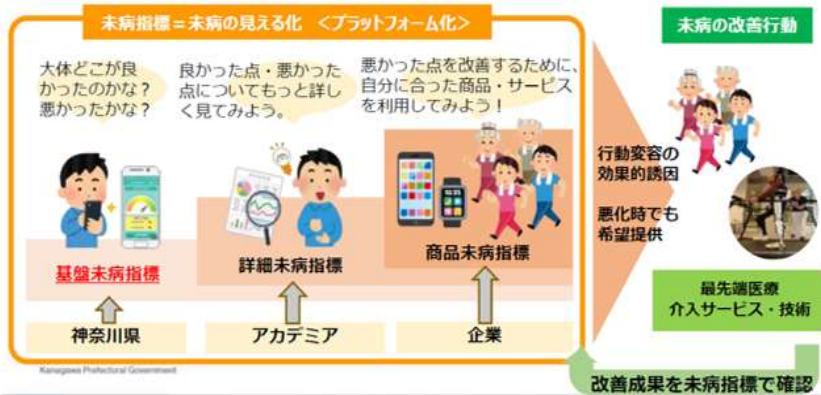 未病指標=未病の見える化 <プラットフォーム化>
大体どこが良
かったのかな?
悪かったかな?
良かった点・悪かった
点についてもっと詳し
く見てみよう。
悪かった点を改善するために、
自分に合った商品・サービス
を利用してみよう!
基盤未病指標
詳細未病指標
商品未病指標
神奈川県
アカデミア
企業
Kanagawa Prefectural Government
未病の改善行動
行動変容の
効果的誘因
悪化時でも
希望提供
最先端医療
介入サービス・技術
改善成果を未病指標で確認